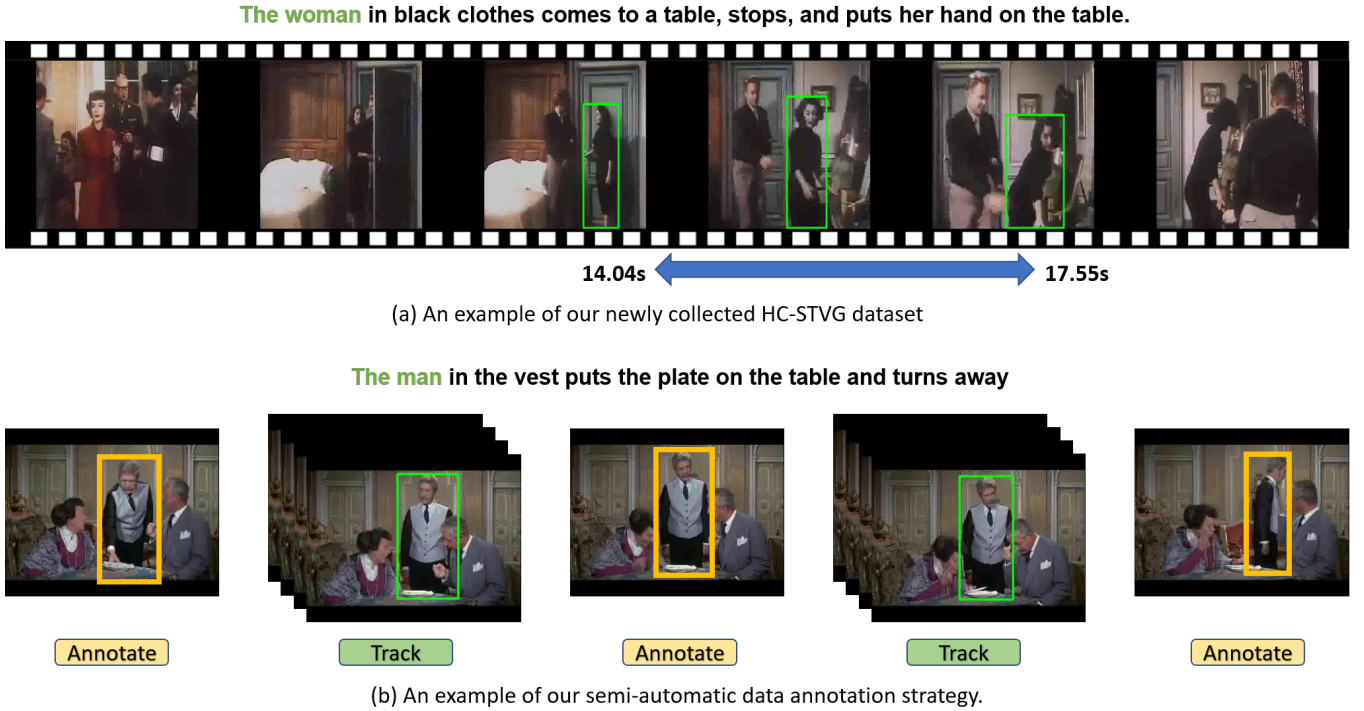 The woman in black clothes comes to a table, stops, and puts her hand on the table.
14.04s
17.55s
(a) An example of our newly collected HC-STVG dataset
The man in the vest puts the plate on the table and turns away
Annotate
Track
Annotate
Track
Annotate
(b) An example of our semi-automatic data annotation strategy.